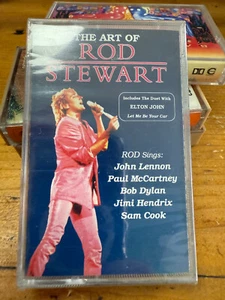 THE ART OF
ROD
STEWART
Includes The Duet With
ELTON JOHN
Let Me Be Your Car
ROD Sings:
John Lennon
Paul McCartney
Bob Dylan
Jimi Hendrix
Sam Cook